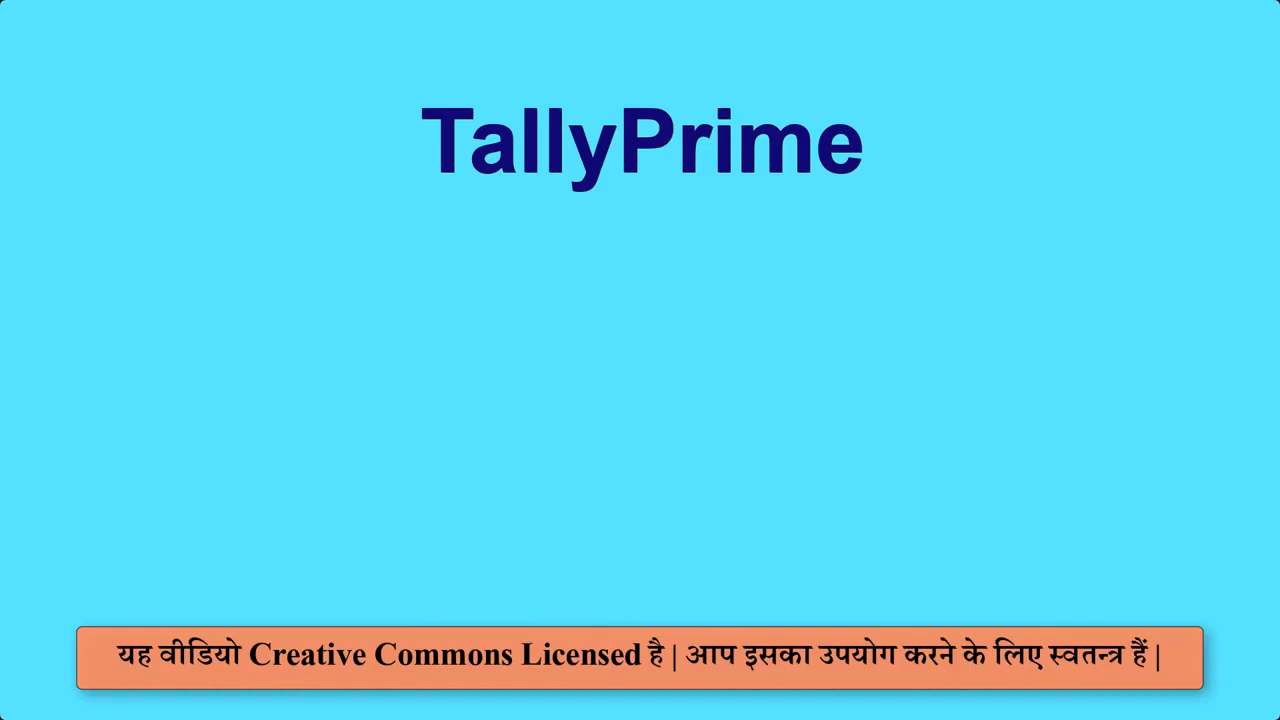 TallyPrime
यह वीडियो Creative Commons Licensed है | आप इसका उपयोग करने के लिए स्वतन्त्र हैं |